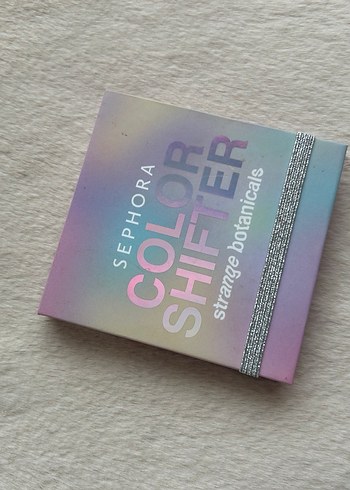 SEPHORA
COLOR
SHIFTER
strange botanicals